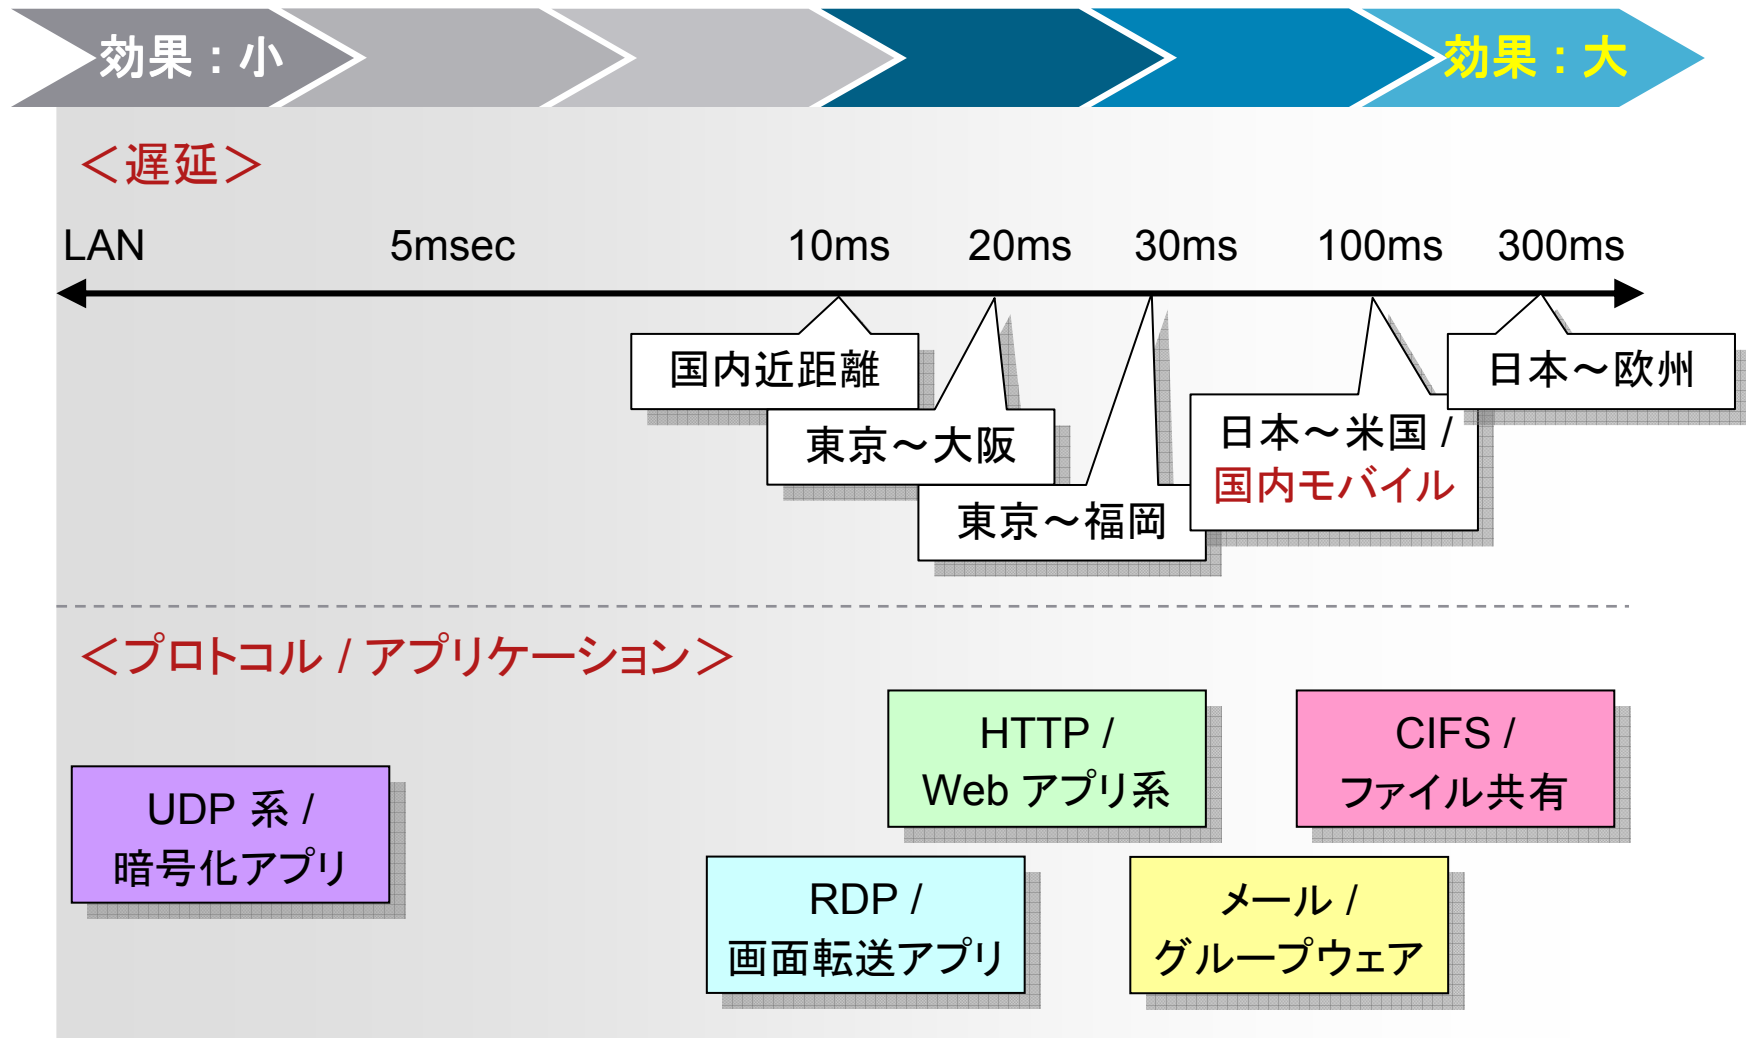 効果：小
効果：大
＜遅延＞
LAN 5msec 10ms 20ms 30ms 100ms 300ms
国内近距離
東京～大阪
東京～福岡
日本～米国 /
国内モバイル
日本～欧州
＜プロトコル / アプリケーション＞
UDP 系 /
暗号化アプリ
RDP /
画面転送アプリ
HTTP /
Web アプリ系
メール /
グループウェア
CIFS /
ファイル共有